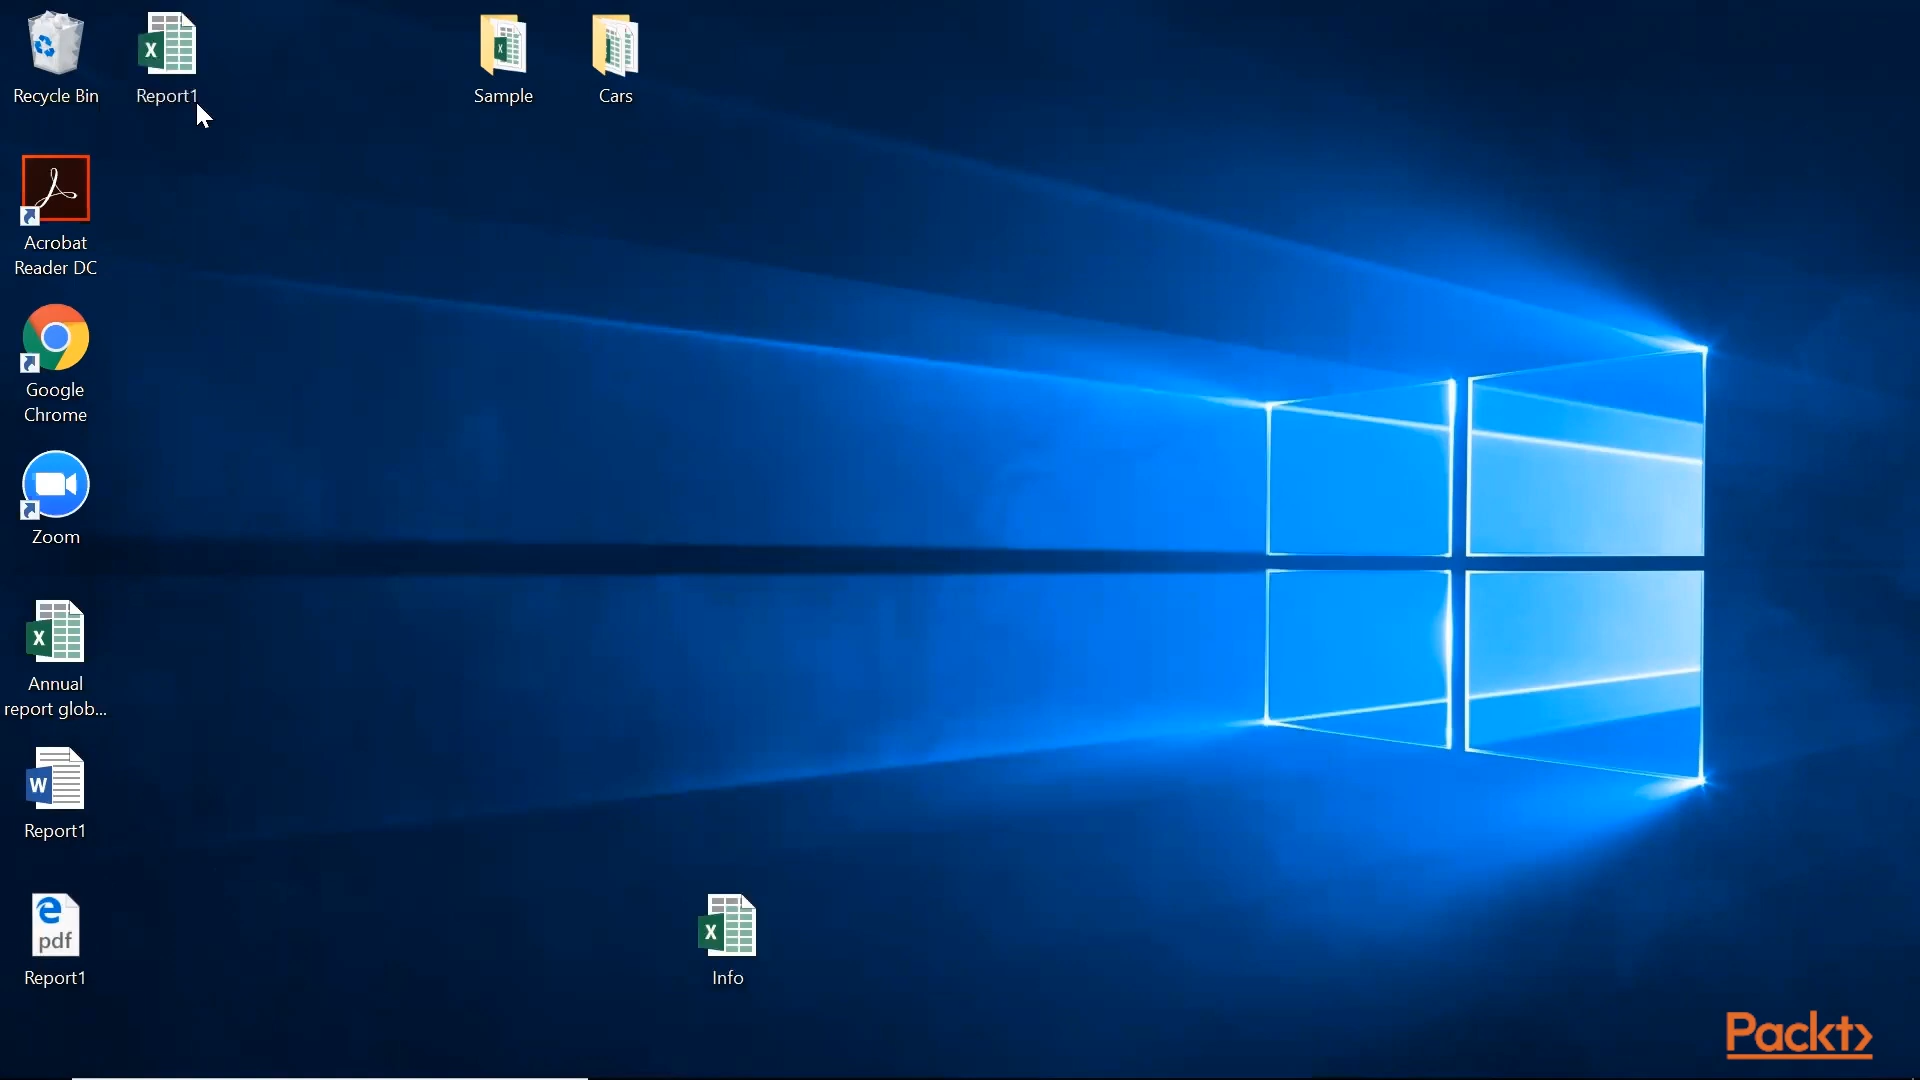 Recycle Bin
Report1
Sample
Cars
Acrobat
Reader DC
Google
Chrome
Zoom
Annual
report glob...
Report1
pdf
Report1
Info
Packt>